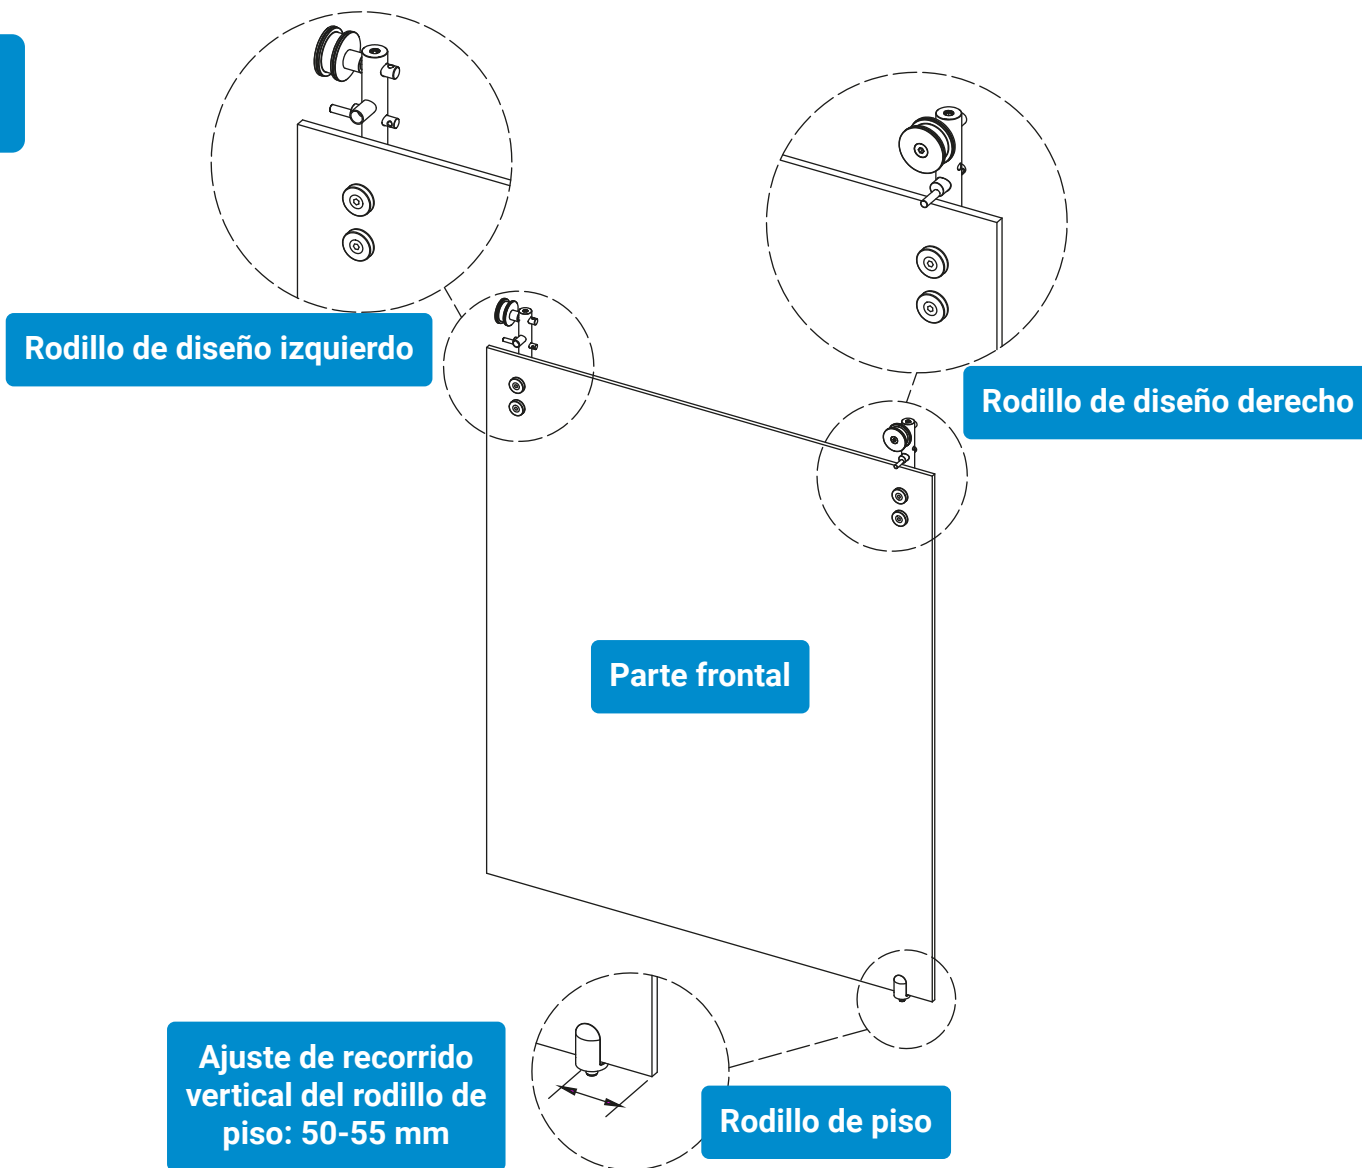 Rodillo de diseño izquierdo
Rodillo de diseño derecho
Parte frontal
Ajuste de recorrido
vertical del rodillo de
piso: 50-55 mm
Rodillo de piso